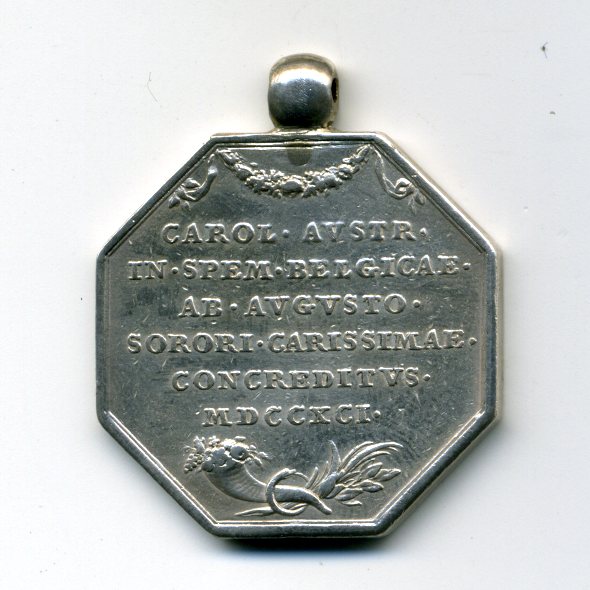 CAROL· AVSTR.
IN·SPEM·BELGICAE·
AB·AVGVSTO·
SORORI·CARISSIMAE·
CONCREDITVS·
MDCCXCI·